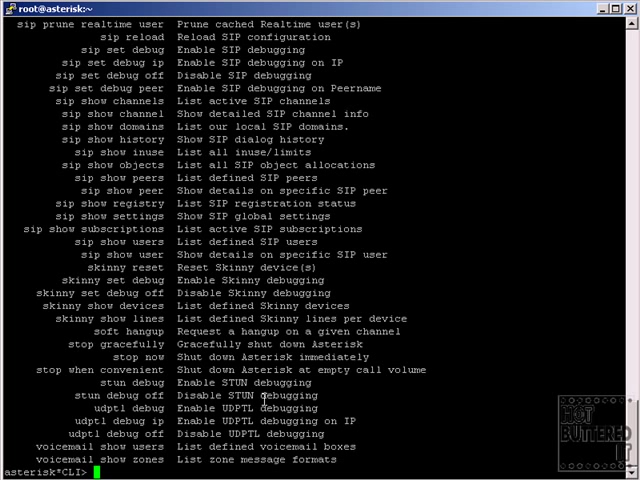 root@asterisk:~
sip prune realtime user Prune cached Realtime user(s)
sip reload Reload SIP configuration
sip set debug Enable SIP debugging
sip set debug ip Enable SIP debugging on IP
sip set debug off Disable SIP debugging
sip set debug peer Enable SIP debugging on Peername
sip show channels List active SIP channels
sip show channel Show detailed SIP channel info
sip show domains List our local SIP domains.
sip show history Show SIP dialog history
sip show inuse List all inuse/limits
sip show objects List all SIP object allocations
sip show peers List defined SIP peers
sip show peer Show details on specific SIP peer
sip show registry List SIP registration status
sip show settings Show SIP global settings
sip show subscriptions List active SIP subscriptions
sip show users List defined SIP users
sip show user Show details on specific SIP user
skinny reset Reset Skinny device(s)
skinny set debug Enable Skinny debugging
skinny set debug off Disable Skinny debugging
skinny show devices List defined Skinny devices
skinny show lines List defined Skinny lines per device
soft hangup Request a hangup on a given channel
stop gracefully Gracefully shut down Asterisk
stop now Shut down Asterisk immediately
stop when convenient Shut down Asterisk at empty call volume
stun debug Enable STUN debugging
stun debug off Disable STUN debugging
udptl debug Enable UDPTL debugging
udptl debug ip Enable UDPTL debugging on IP
udptl debug off Disable UDPTL debugging
voicemail show users List defined voicemail boxes
voicemail show zones List zone message formats
asterisk*CLI>
HOT
BUTTERED
IT